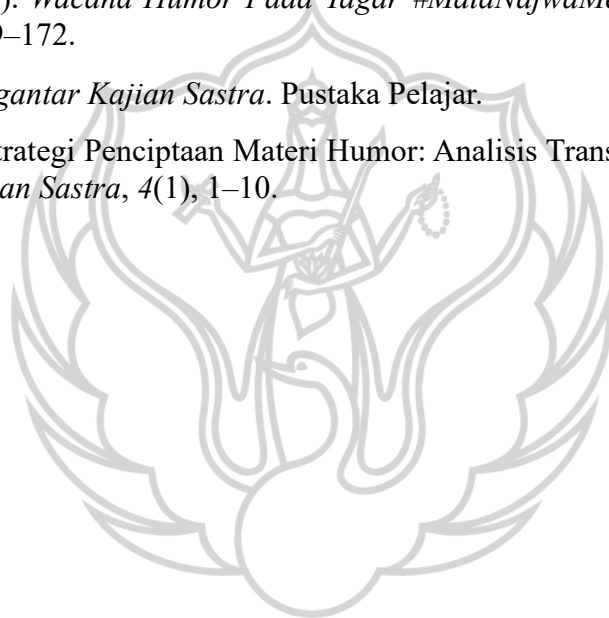 ). Wacana Humor Pada Tagar #MataNajwaMe
–172.
gantar Kajian Sastra. Pustaka Pelajar.
trategi Penciptaan Materi Humor: Analisis Trans
an Sastra, 4(1), 1–10.